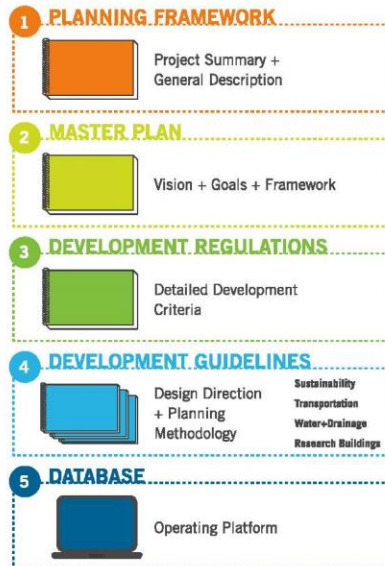 1 PLANNING FRAMEWORK
Project Summary +
General Description
2 MASTER PLAN
Vision + Goals + Framework
3 DEVELOPMENT REGULATIONS
Detailed Development
Criteria
4 DEVELOPMENT GUIDELINES
Design Direction
+ Planning
Methodology
Sustainability
Transportation
Water+Drainage
Research Buildings
5 DATABASE
Operating Platform